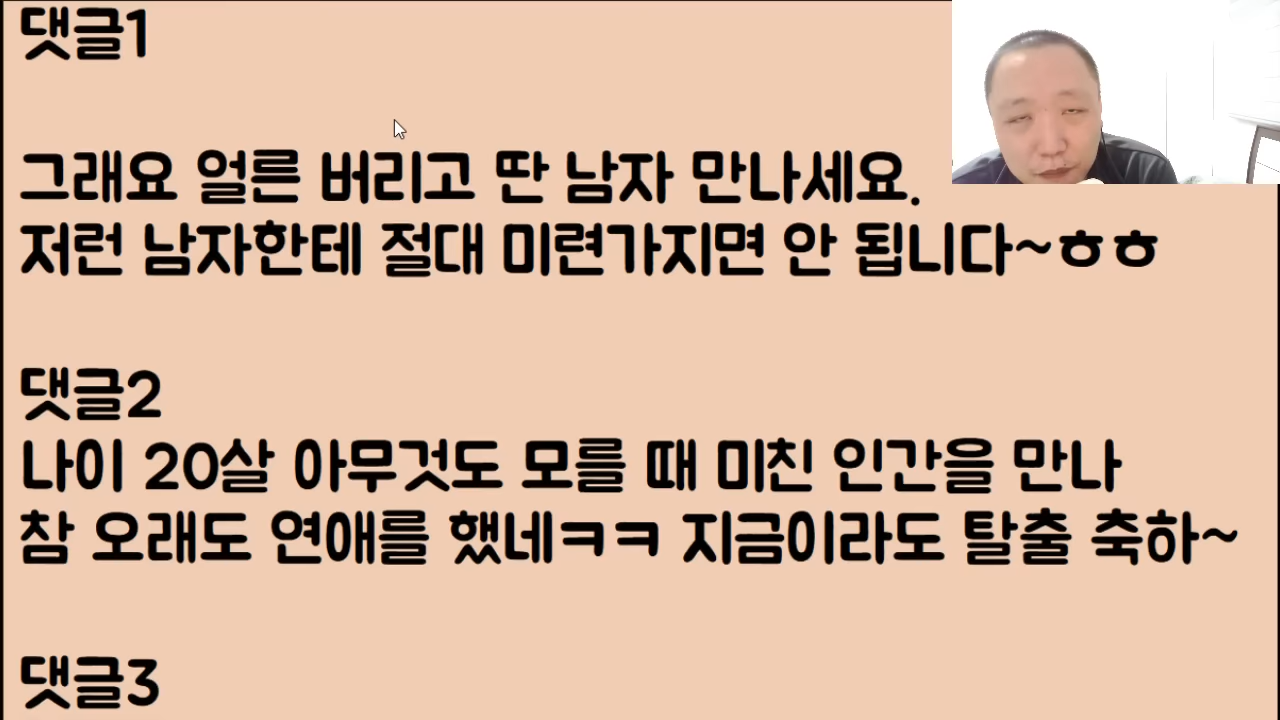 댓글1
그래요 얼른 버리고 딴 남자 만나세요.
저런 남자한테 절대 미련가지면 안 됩니다~ㅎㅎ
댓글2
나이 20살 아무것도 모를 때 미친 인간을 만나
참 오래도 연애를 했네ㅋㅋ 지금이라도 탈출 축하~
댓글3